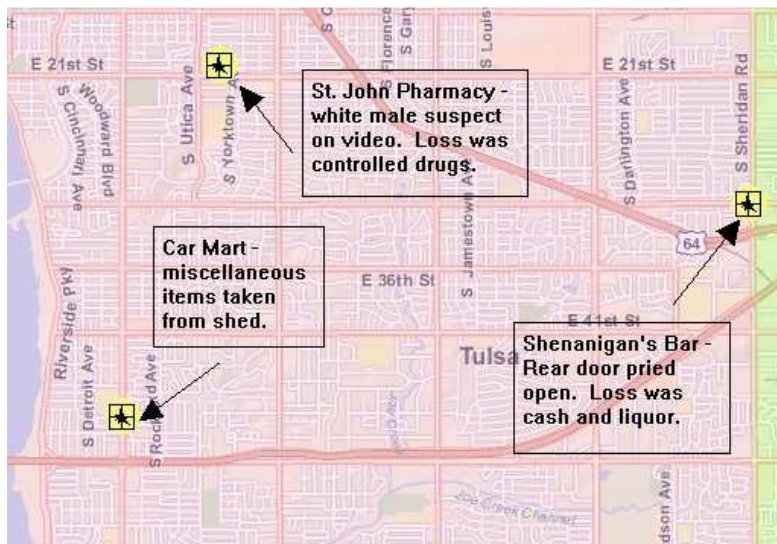 E 21st St
S Utica Ave
S Yorktown A
S Florence
S Gar
S Louis
E 21st St
S Sheridan Rd
S Darlington Ave
Woodward Blvd
S Cincinnati Ave
St. John Pharmacy -
white male suspect
on video. Loss was
controlled drugs.
S Jamestown A
64
Car Mart -
miscellaneous
items taken
from shed.
E 36th St
Riverside Pky
E 41st St
Shenanigan's Bar -
Rear door pried
open. Loss was
cash and liquor.
Tulsa
S Detroit Ave
S Rock
d Ave
Joe Creek Channel
dson Ave